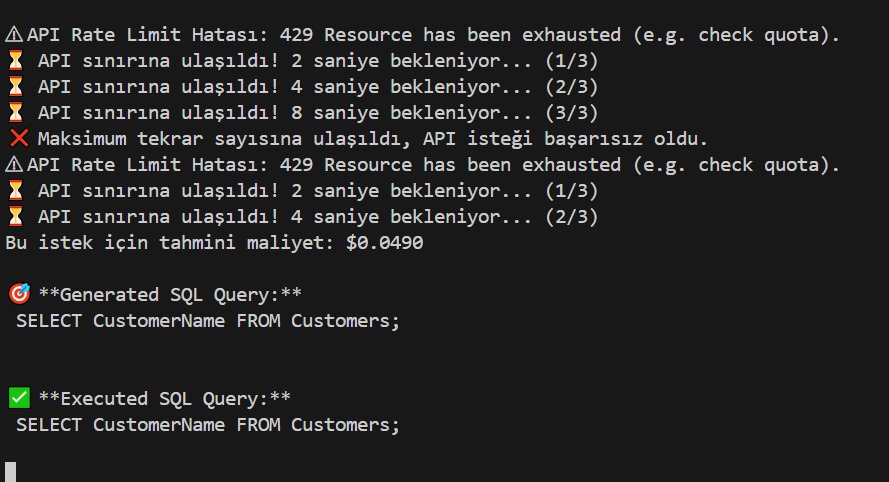 ⚠API Rate Limit Hatası: 429 Resource has been exhausted (e.g. check quota).
⏳ API sınırına ulaşıldı! 2 saniye bekleniyor... (1/3)
⏳ API sınırına ulaşıldı! 4 saniye bekleniyor... (2/3)
⏳ API sınırına ulaşıldı! 8 saniye bekleniyor... (3/3)
❌ Maksimum tekrar sayısına ulaşıldı, API isteği başarısız oldu.
⚠API Rate Limit Hatası: 429 Resource has been exhausted (e.g. check quota).
⏳ API sınırına ulaşıldı! 2 saniye bekleniyor... (1/3)
⏳ API sınırına ulaşıldı! 4 saniye bekleniyor... (2/3)
Bu istek için tahmini maliyet: $0.0490
🎯 **Generated SQL Query:**
SELECT CustomerName FROM Customers;
✅ **Executed SQL Query:**
SELECT CustomerName FROM Customers;